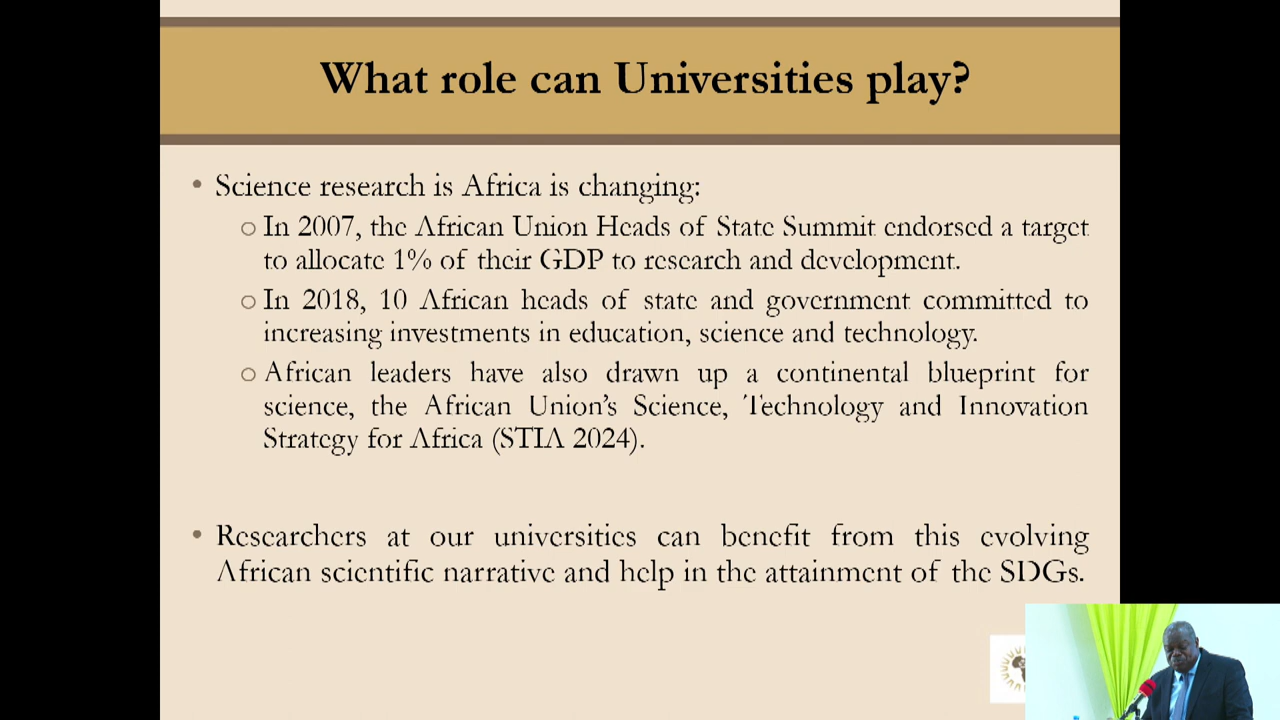 What role can Universities play?
• Science research is Africa is changing:
o In 2007, the African Union Heads of State Summit endorsed a target
to allocate 1% of their GDP to research and development.
o In 2018, 10 African heads of state and government committed to
increasing investments in education, science and technology.
o African leaders have also drawn up a continental blueprint for
science, the African Union’s Science, Technology and Innovation
Strategy for Africa (STIA 2024).
• Researchers at our universities can benefit from this evolving
African scientific narrative and help in the attainment of the SDGs.